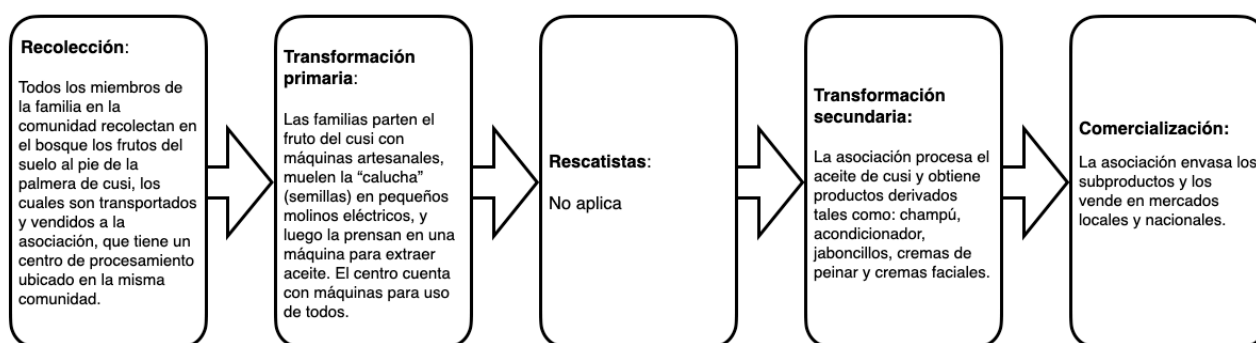 Recolección:
Todos los miembros de
la familia en la
comunidad recolectan en
el bosque los frutos del
suelo al pie de la
palmera de cusi, los
cuales son transportados
y vendidos a la
asociación, que tiene un
centro de procesamiento
ubicado en la misma
comunidad.
Transformación
primaria:
Las familias parten el
fruto del cusi con
máquinas artesanales,
muelen la “calucha”
(semillas) en pequeños
molinos eléctricos, y
luego la prensan en una
máquina para extraer
aceite. El centro cuenta
con máquinas para uso
de todos.
Rescatistas:
No aplica
Transformación
secundaria:
La asociación procesa el
aceite de cusi y obtiene
productos derivados
tales como: champú,
acondicionador,
jaboncillos, cremas de
peinar y cremas faciales.
Comercialización:
La asociación envasa los
subproductos y los
vende en mercados
locales y nacionales.